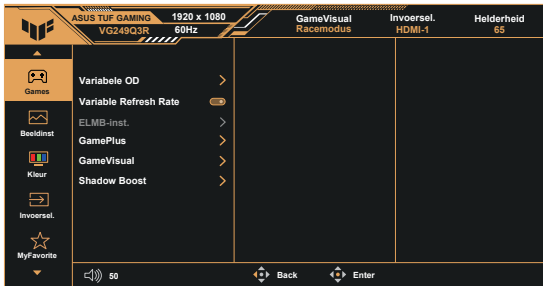 ASUS TUF GAMING 1920 x 1080
VG249Q3R 60Hz
GameVisual
Racemodus
Invoersel.
HDMI-1
Helderheid
65
Games
Beeldinst
Kleur
Invoersel.
MyFavorite
Variabele OD
Variable Refresh Rate
ELMB-inst.
GamePlus
GameVisual
Shadow Boost
50
Back
Enter